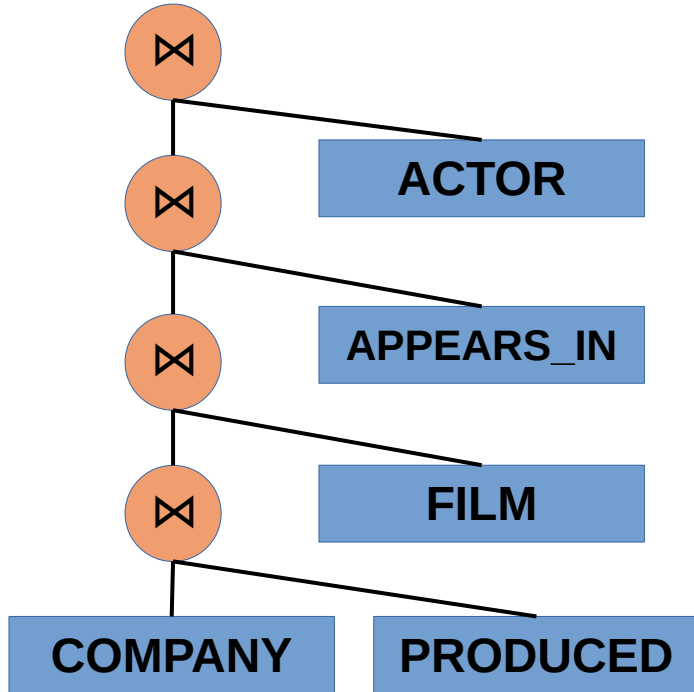 ⋈
ACTOR
⋈
APPEARS_IN
⋈
FILM
⋈
COMPANY
PRODUCED